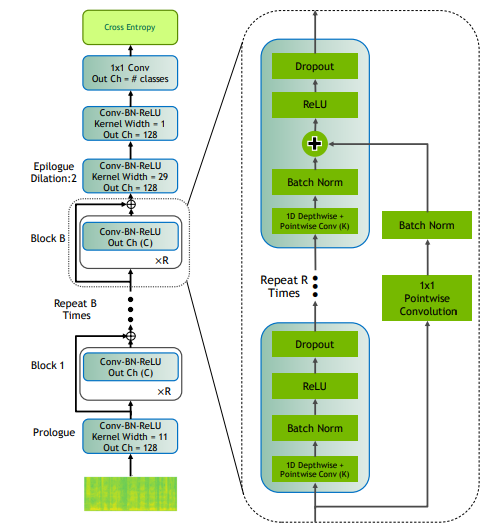 Cross Entropy
1x1 Conv
Out Ch = # classes
Conv-BN-ReLU
Kernel Width = 1
Out Ch = 128
Epilogue
Dilation:2
Conv-BN-ReLU
Kernel Width = 29
Out Ch = 128
Block B
Conv-BN-ReLU
Out Ch (C)
×R
Repeat B
Times
Block 1
Conv-BN-ReLU
Out Ch (C)
×R
Prologue
Conv-BN-ReLU
Kernel Width = 11
Out Ch = 128
Dropout
ReLU
+
Batch Norm
1D Depthwise +
Pointwise Conv (K)
Repeat R
Times
Dropout
ReLU
Batch Norm
1D Depthwise +
Pointwise Conv (K)
Batch Norm
1x1
Pointwise
Convolution